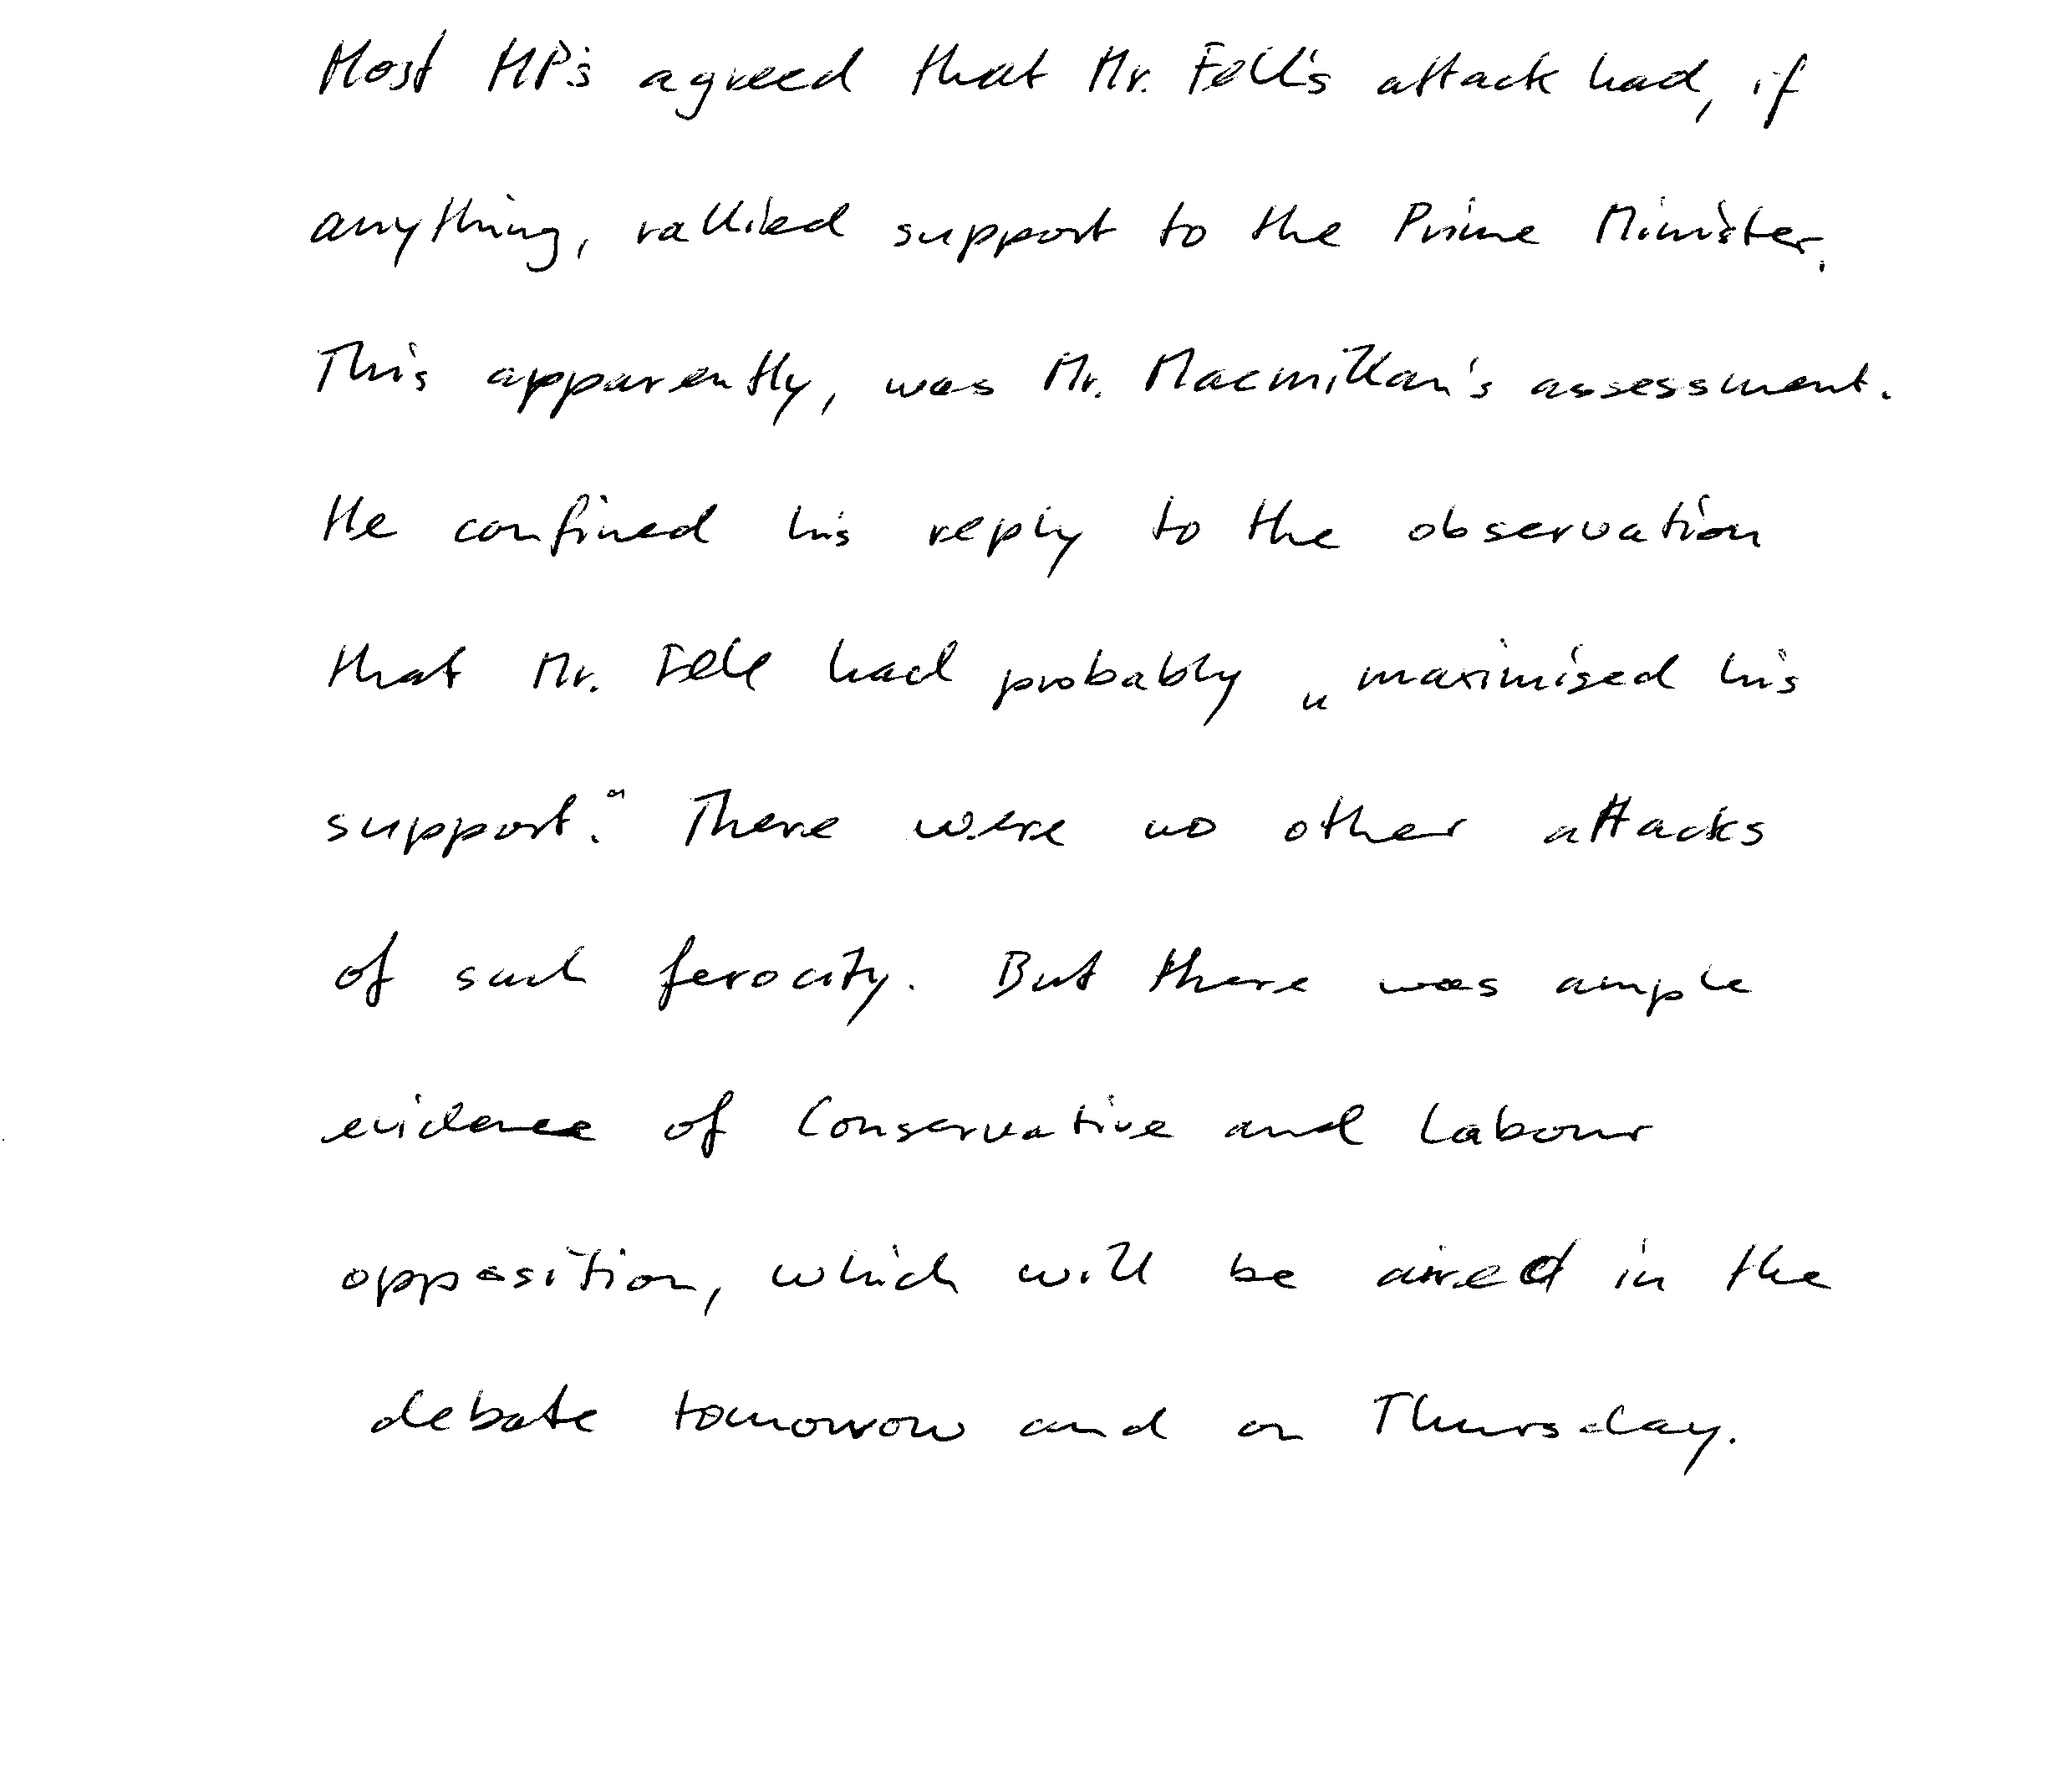 Most MP's agreed that Mr. Fell's attack had, if
anything, rallied support to the Prime Minister.
This apparently, was Mr. Macmillan's assessment.
He confined his reply to the observation
that Mr. Fell had probably „maximised his
support.“ There were no other attacks
of such ferocity. But there was ample
evidence of Conservative and Labour
opposition, which will be aired in the
debate tomorrow and on Thursday.